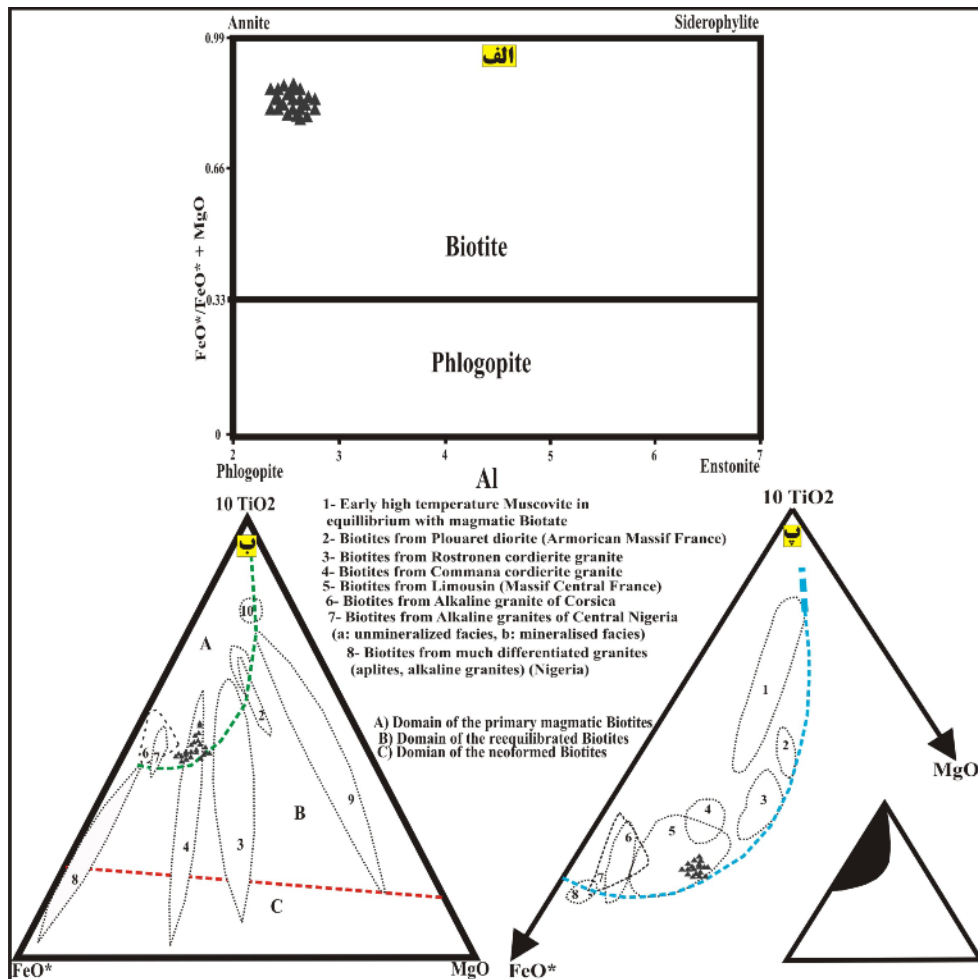 Annite
Siderophylite
0.99
الف
0.66
FeO*/FeO* + MgO
Biotite
0.33
Phlogopite
0
2
3
4
5
6
7
Phlogopite
Al
Enstonite
10 TiO2
ب
10
A
2
6
7
9
B
4
3
8
C
FeO*
MgO
1- Early high temperature Muscovite in
equillibrium with magmatic Biotate
2- Biotites from Plouaret diorite (Armorican Massif France)
3- Biotites from Rostronen cordierite granite
4- Biotites from Commana cordierite granite
5- Biotites from Limousin (Massif Central France)
6- Biotites from Alkaline granite of Corsica
7- Biotites from Alkaline granites of Central Nigeria
(a: unmineralized facies, b: mineralised facies)
8- Biotites from much differentiated granites
(aplites, alkaline granites) (Nigeria)
A) Domain of the primary magmatic Biotites
B) Domain of the reequilibrated Biotites
C) Domian of the neoformed Biotites
10 TiO2
پ
1
2
MgO
3
4
5
6
7
8
FeO*